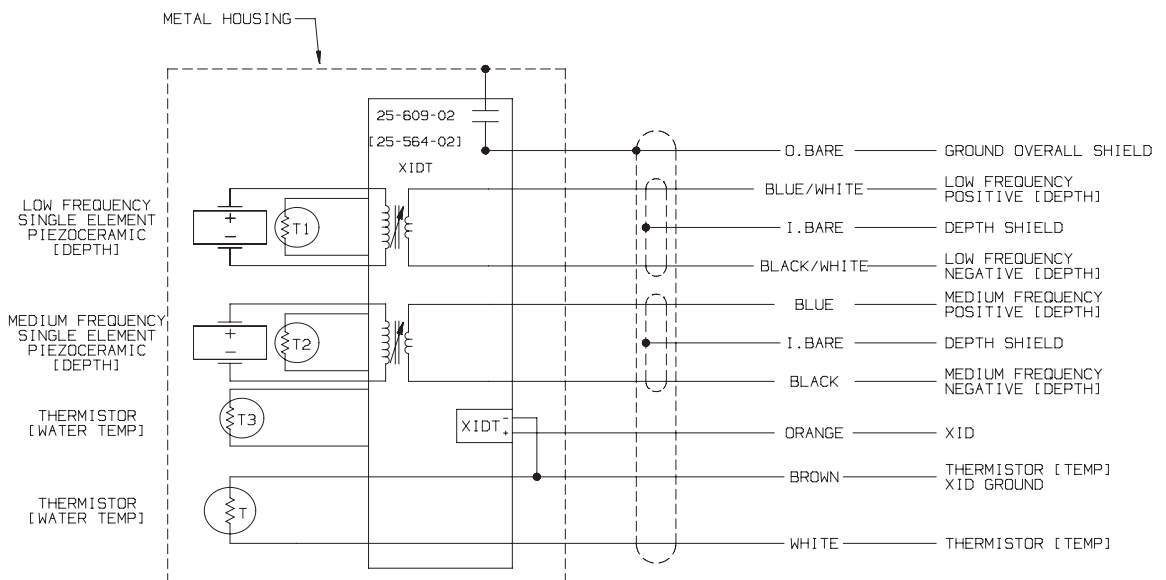 METAL HOUSING
25-609-02
[25-564-02]
XIDT
O.BARE
GROUND OVERALL SHIELD
LOW FREQUENCY
SINGLE ELEMENT
PIEZOCERAMIC
[DEPTH]
+
−
T1
BLUE/WHITE
LOW FREQUENCY
POSITIVE [DEPTH]
I.BARE
DEPTH SHIELD
BLACK/WHITE
LOW FREQUENCY
NEGATIVE [DEPTH]
MEDIUM FREQUENCY
SINGLE ELEMENT
PIEZOCERAMIC
[DEPTH]
+
−
T2
BLUE
MEDIUM FREQUENCY
POSITIVE [DEPTH]
I.BARE
DEPTH SHIELD
BLACK
MEDIUM FREQUENCY
NEGATIVE [DEPTH]
THERMISTOR
[WATER TEMP]
T3
XIDT
−
+
ORANGE
XID
BROWN
THERMISTOR [TEMP]
XID GROUND
THERMISTOR
[WATER TEMP]
T
WHITE
THERMISTOR [TEMP]